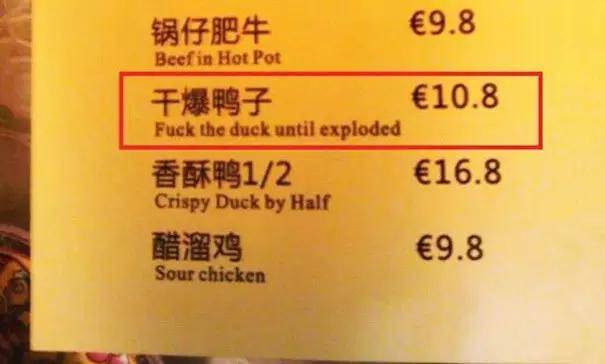 锅仔肥牛 €9.8
Beef in Hot Pot
干爆鸭子 €10.8
Fuck the duck until exploded
香酥鸭1/2 €16.8
Crispy Duck by Half
醋溜鸡 €9.8
Sour chicken